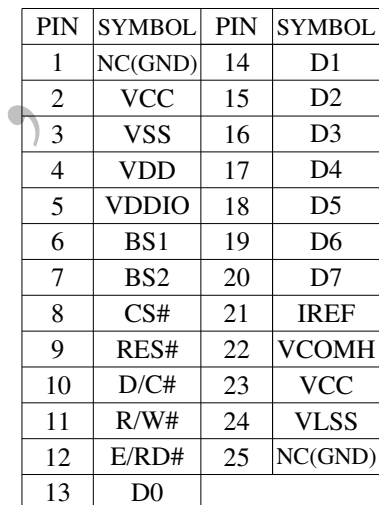 PIN SYMBOL PIN SYMBOL
1 NC(GND) 14 D1
2 VCC 15 D2
3 VSS 16 D3
4 VDD 17 D4
5 VDDIO 18 D5
6 BS1 19 D6
7 BS2 20 D7
8 CS# 21 IREF
9 RES# 22 VCOMH
10 D/C# 23 VCC
11 R/W# 24 VLSS
12 E/RD# 25 NC(GND)
13 D0